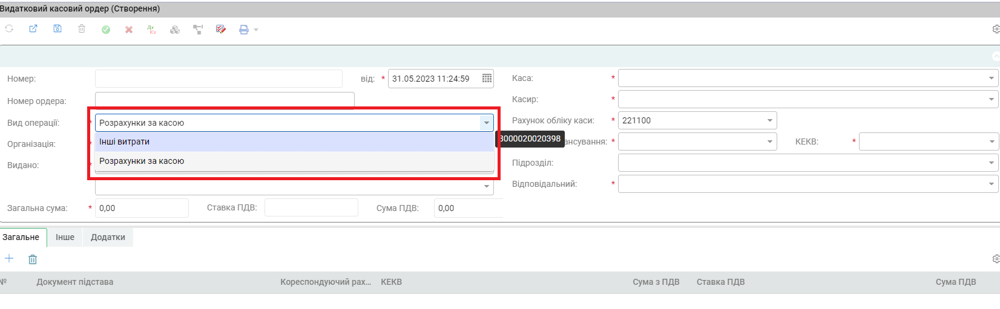 Видатковий касовий ордер (Створення)
Дт
Кт
Номер:
від: * 31.05.2023 11:24:59
Каса: *
Номер ордера:
Касир: *
Вид операції: * Розрахунки за касою
Рахунок обліку каси: * 221100
Інші витрати
Організація: *
3000020020398
ансування: *
КЕКВ: *
Розрахунки за касою
Видано: *
Підрозділ:
Відповідальний: *
Загальна сума: * 0,00
Ставка ПДВ:
Сума ПДВ: 0,00
Загальне Інше Додатки
№ Документ підстава Кореспондуючий рах... КЕКВ Сума з ПДВ Ставка ПДВ Сума ПДВ